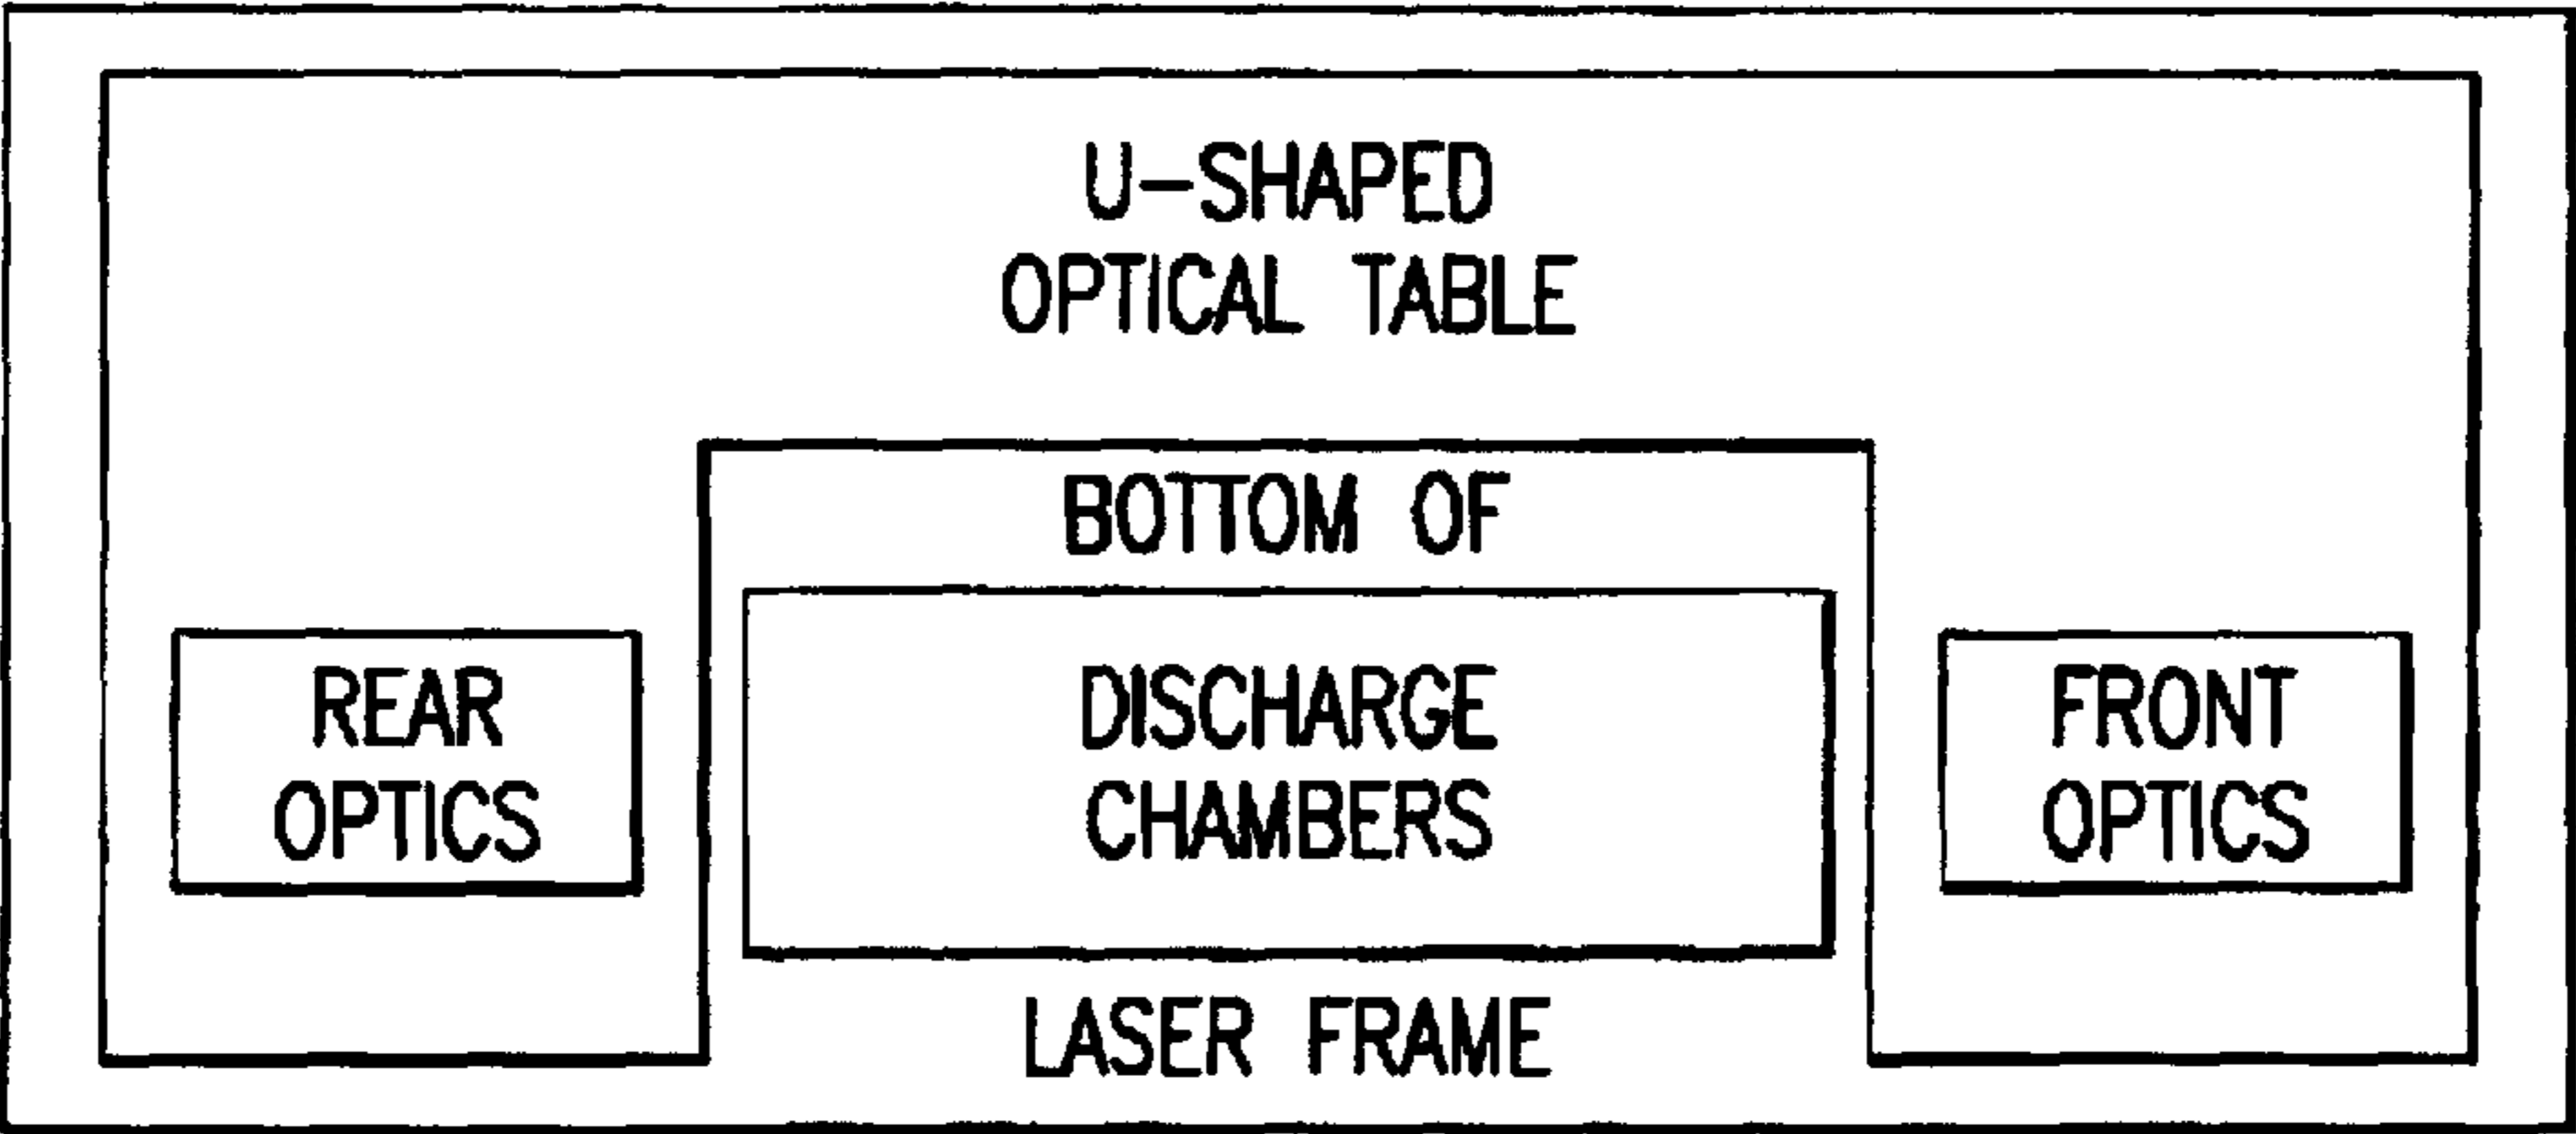 U-SHAPED
OPTICAL TABLE
BOTTOM OF
REAR
OPTICS
DISCHARGE
CHAMBERS
FRONT
OPTICS
LASER FRAME